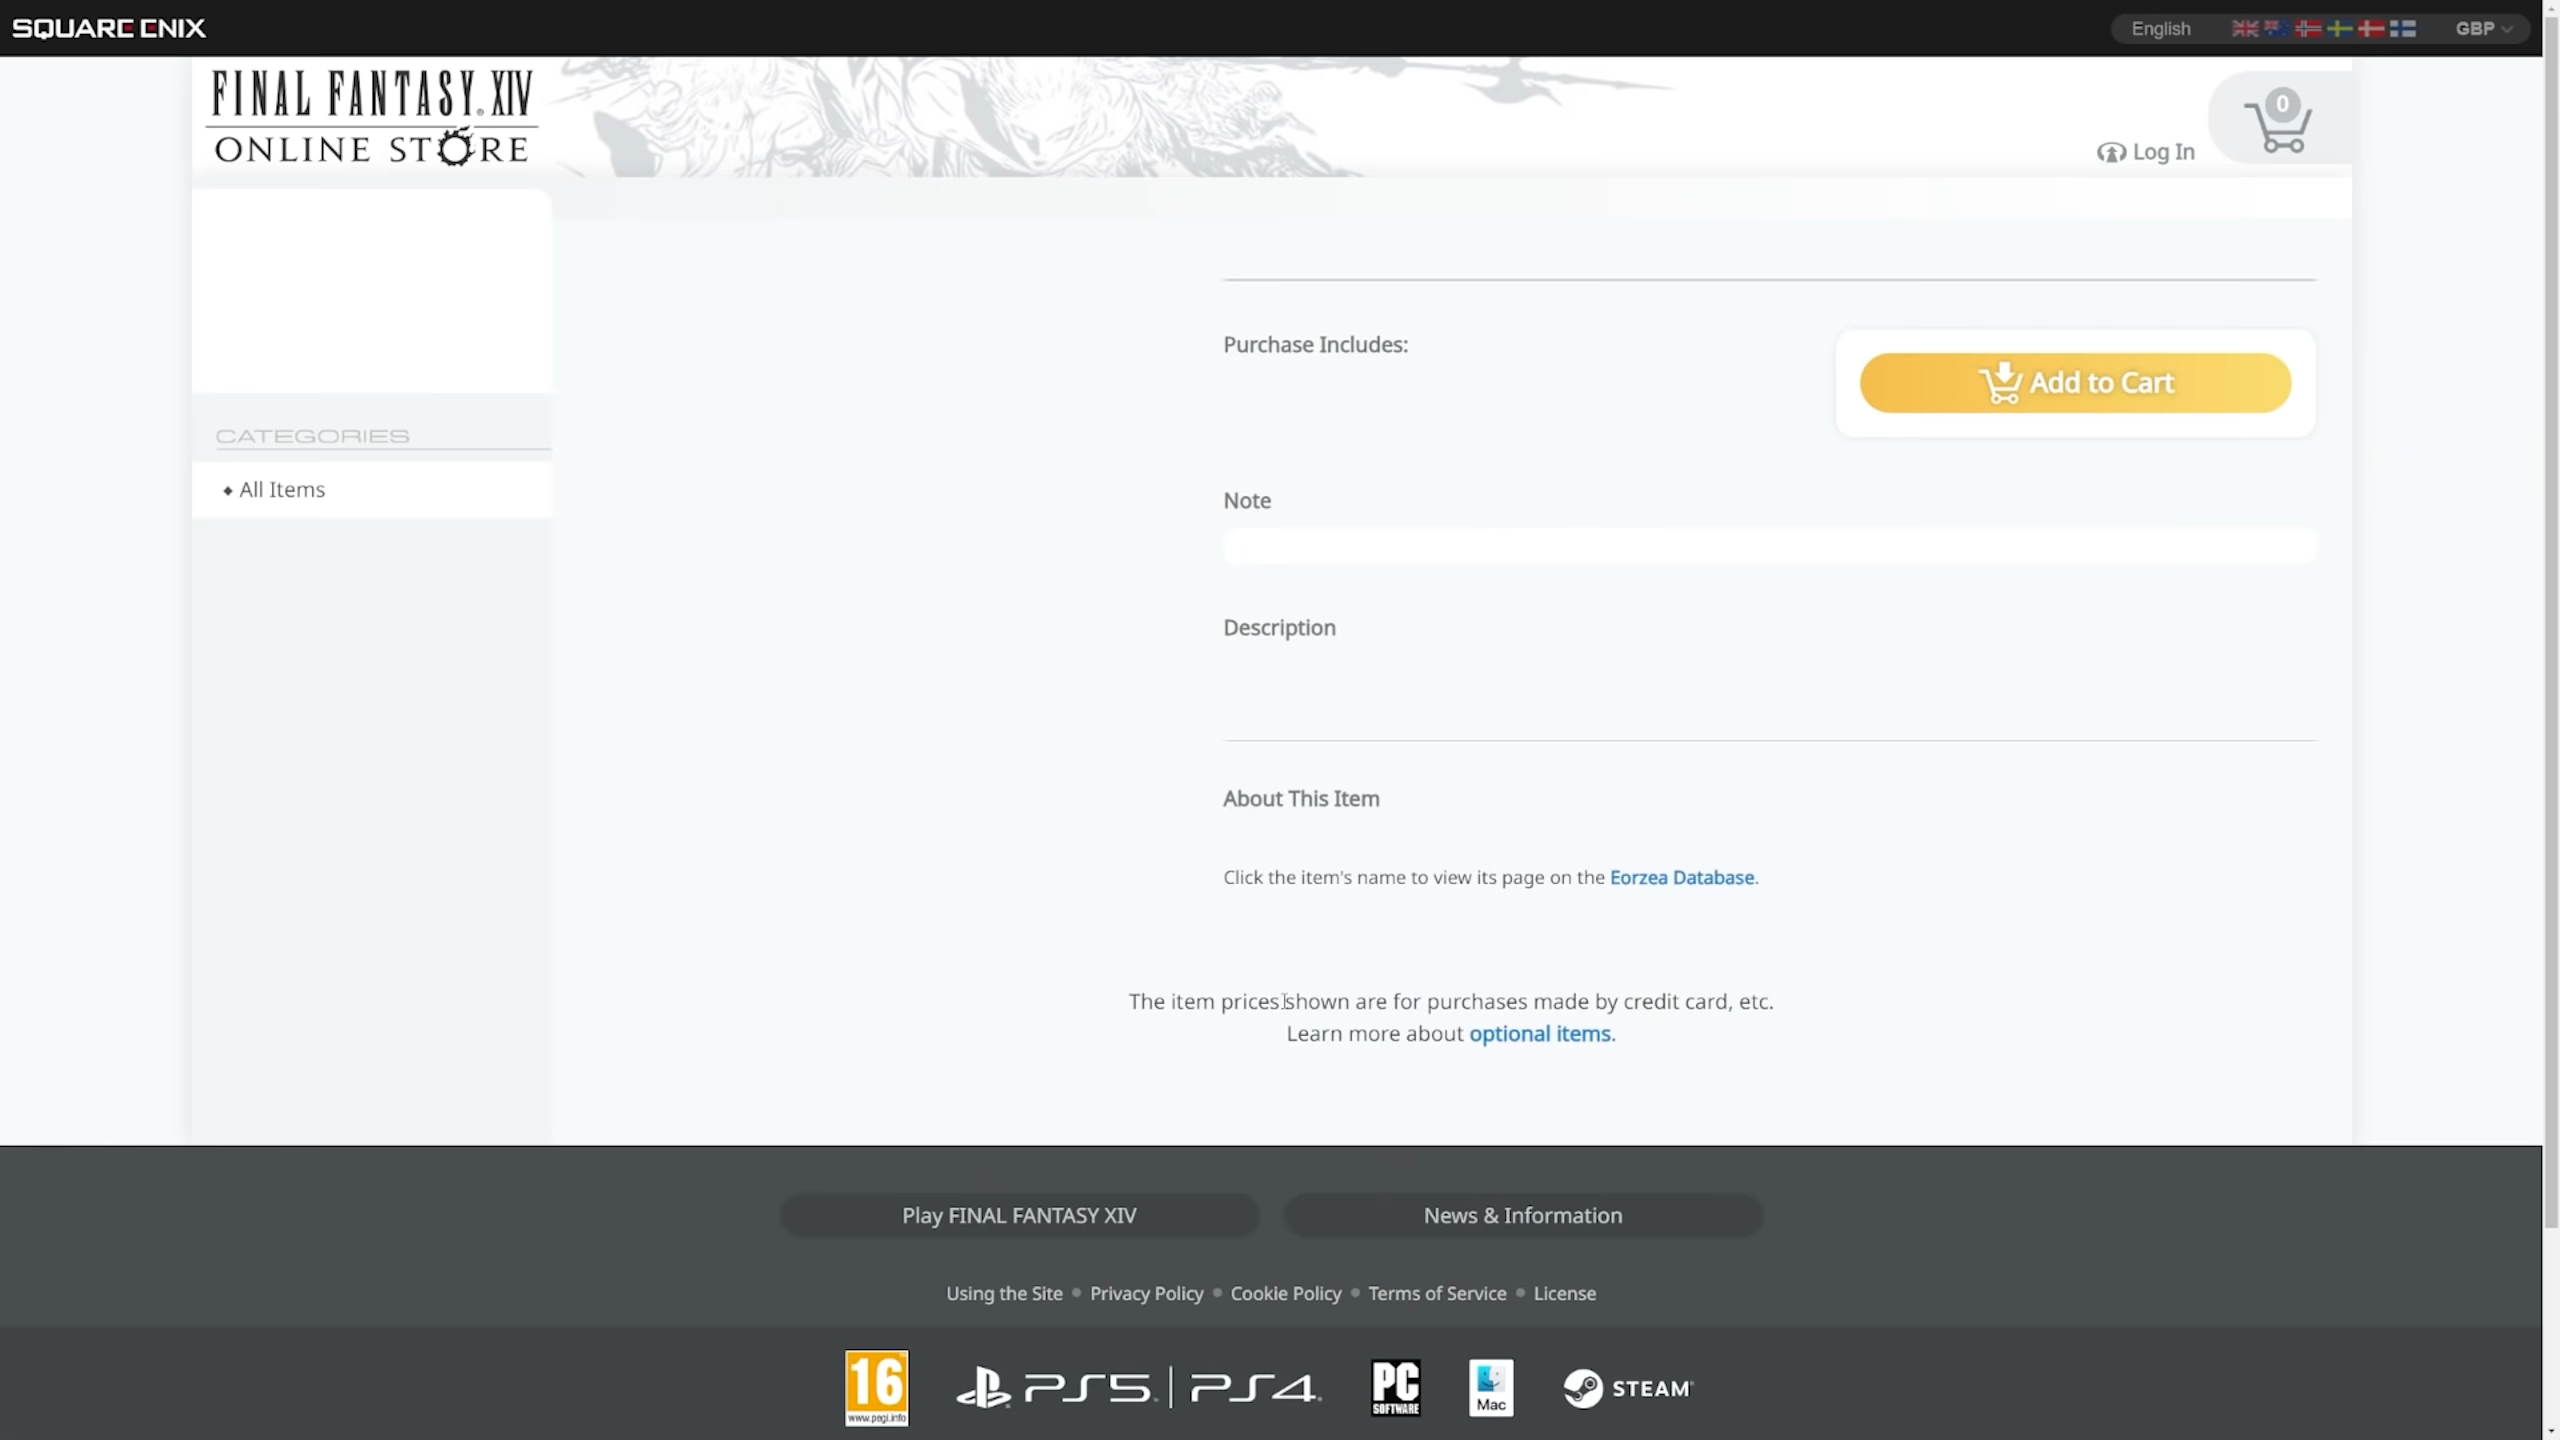 SQUARE ENIX
English
GBP
FINAL FANTASY® XIV
ONLINE STORE
0
Log In
CATEGORIES
All Items
Purchase Includes:
Add to Cart
Note
Description
About This Item
Click the item's name to view its page on the Eorzea Database.
The item prices shown are for purchases made by credit card, etc.
Learn more about optional items.
Play FINAL FANTASY XIV
News & Information
Using the Site • Privacy Policy • Cookie Policy • Terms of Service • License
16
www.pegi.info
PS5 | PS4
PC
SOFTWARE
Mac
STEAM